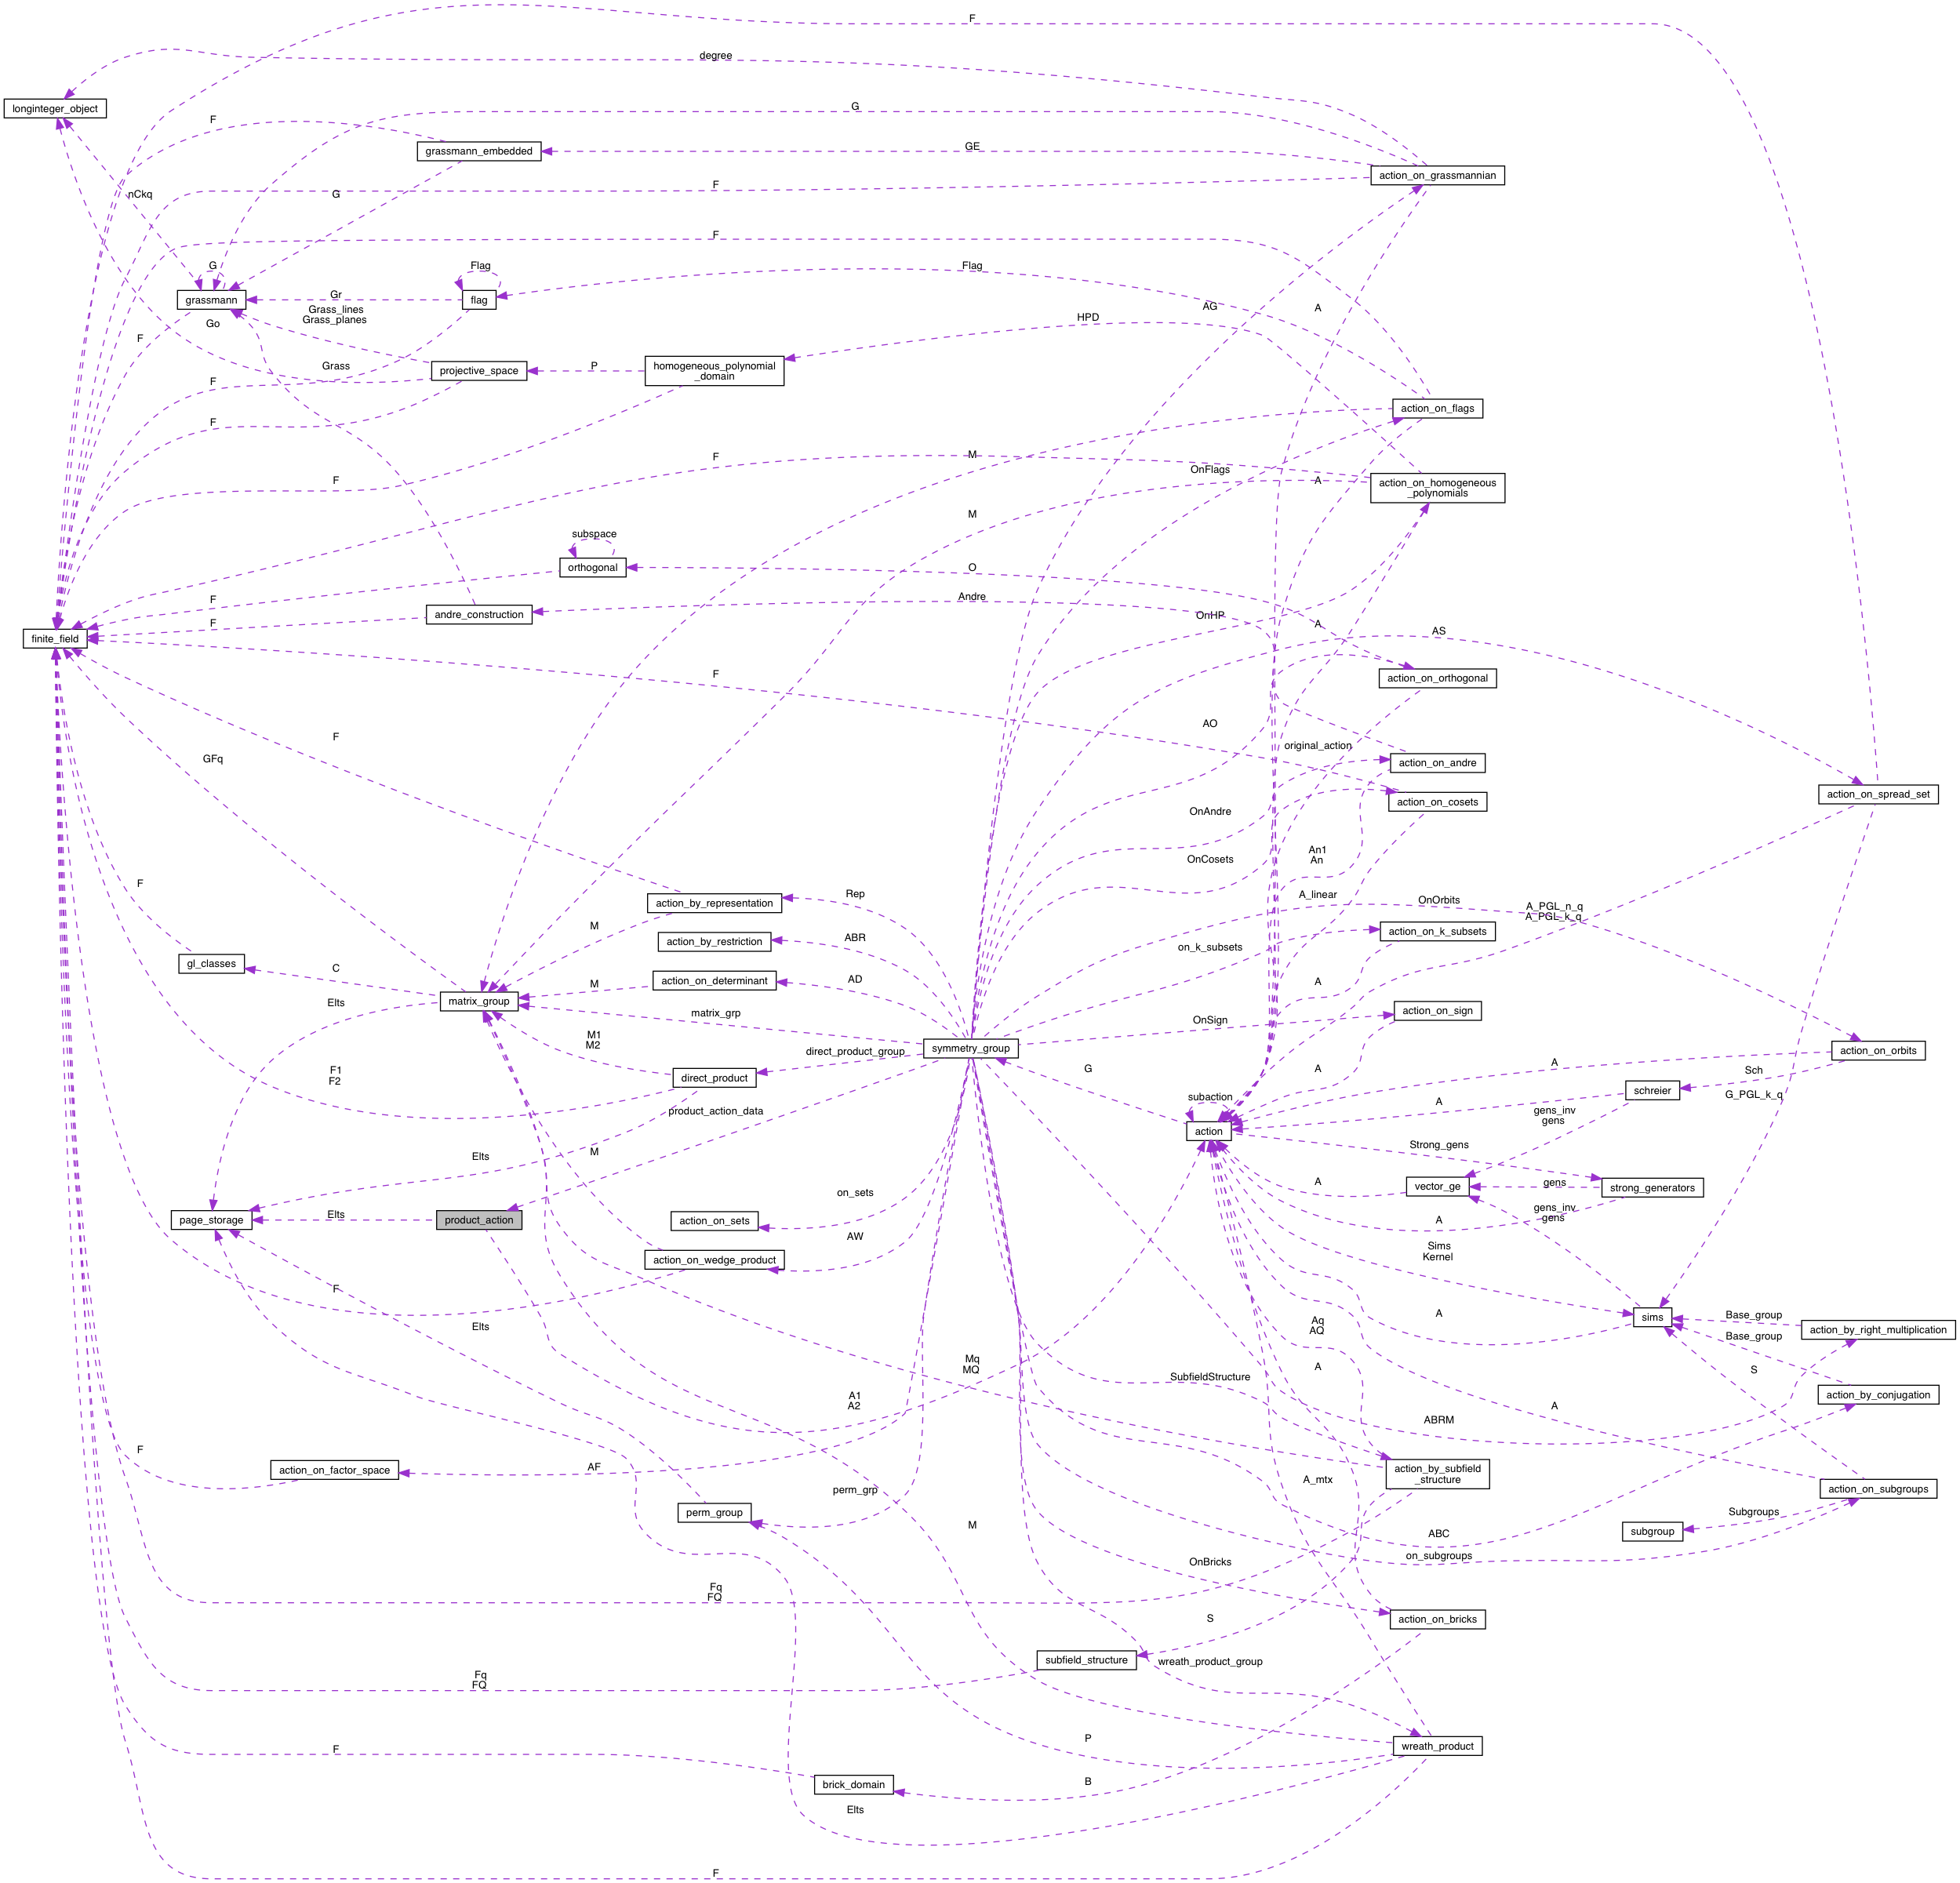 F
degree
longinteger_object
G
F
grassmann_embedded
GE
action_on_grassmannian
nCkq
G
F
F
G
Flag
Flag
grassmann
Gr
flag
Grass_lines
Grass_planes
AG
A
HPD
Go
F
Grass
projective_space
P
homogeneous_polynomial
_domain
F
action_on_flags
F
M
F
OnFlags
A
F
action_on_homogeneous
_polynomials
M
subspace
orthogonal
O
F
Andre
andre_construction
F
OnHP
A
AS
finite_field
F
action_on_orthogonal
AO
original_action
F
GFq
action_on_andre
action_on_spread_set
action_on_cosets
OnAndre
An1
An
OnCosets
F
Rep
A_linear
action_by_representation
OnOrbits
A_PGL_n_q
A_PGL_k_q
M
ABR
action_by_restriction
on_k_subsets
action_on_k_subsets
gl_classes
C
AD
action_on_determinant
M
A
matrix_group
Elts
matrix_grp
action_on_sign
OnSign
M1
M2
symmetry_group
direct_product_group_
action_on_orbits
A
G
A
Sch
F1
F2
direct_product
schreier
G_PGL_k_q
subaction
product_action_data
A
gens_inv
gens
action
Strong_gens
M
Elts
A
gens
vector_ge
strong_generators
on_sets
gens_inv
gens
A
page_storage
Elts
product_action
action_on_sets
AW
Sims
Kernel
action_on_wedge_product
F
Elts
A
Aq
AQ
sims
Base_group
action_by_right_multiplication
Base_group
Mq
MQ
A
S
SubfieldStructure
A1
A2
action_by_conjugation
ABRM
A
F
action_on_factor_space
AF
action_by_subfield
_structure
A_mtx
perm_grp
action_on_subgroups
perm_group
Subgroups
M
subgroup
ABC
on_subgroups
OnBricks
Fq
FQ
S
action_on_bricks
subfield_structure
wreath_product_group
Fq
FQ
P
wreath_product
F
B
brick_domain
Elts
F